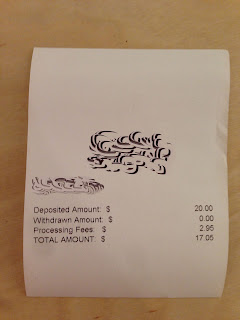 Deposited Amount: $ 20.00
Withdrawn Amount: $ 0.00
Processing Fees: $ 2.95
TOTAL AMOUNT: $ 17.05